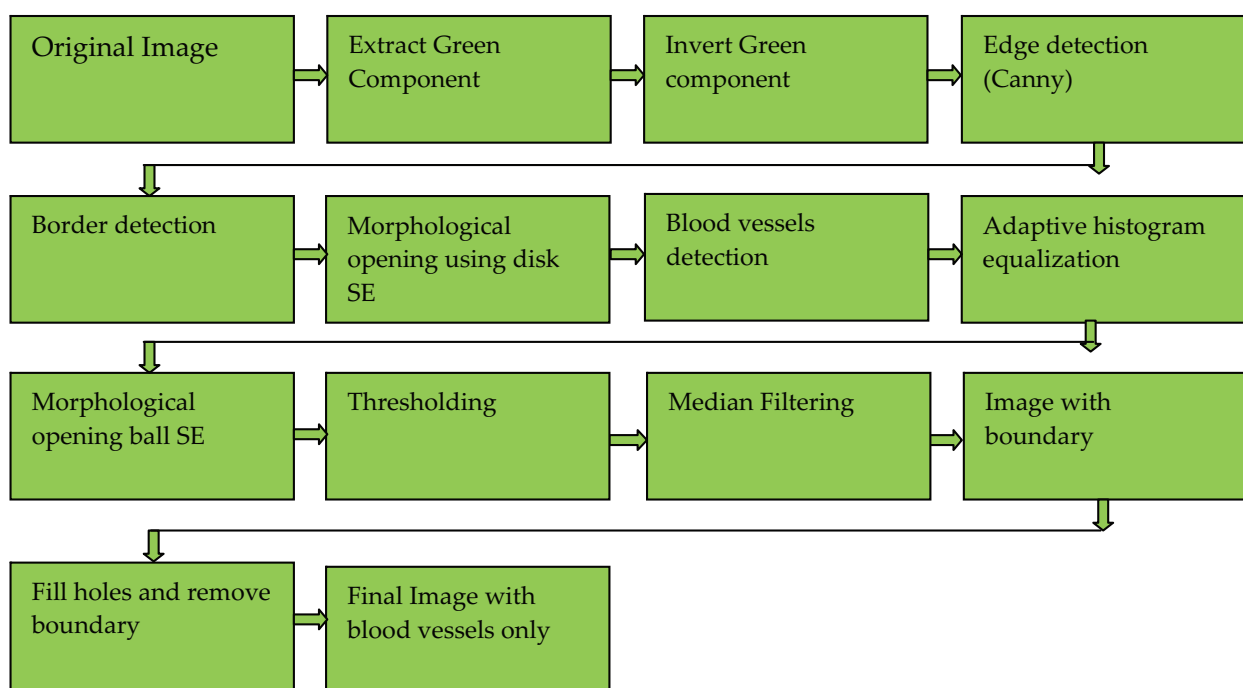 Original Image
Extract Green
Component
Invert Green
component
Edge detection
(Canny)
Border detection
Morphological
opening using disk
SE
Blood vessels
detection
Adaptive histogram
equalization
Morphological
opening ball SE
Thresholding
Median Filtering
Image with
boundary
Fill holes and remove
boundary
Final Image with
blood vessels only